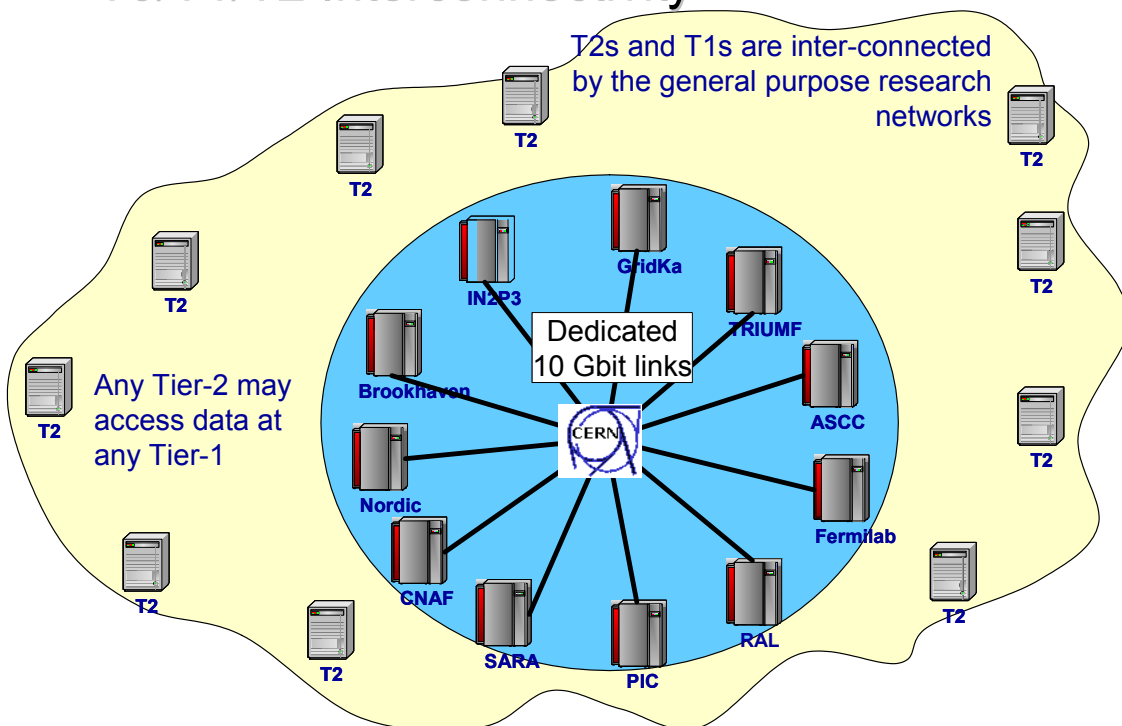 T2s and T1s are inter-connected
by the general purpose research
networks
T2
T2
T2
T2
T2
T2
T2
T2
T2
T2
T2
GridKa
IN2P3
TRIUMF
Dedicated
10 Gbit links
Brookhaven
ASCC
CERN
Any Tier-2 may
access data at
any Tier-1
Nordic
Fermilab
CNAF
SARA
RAL
PIC